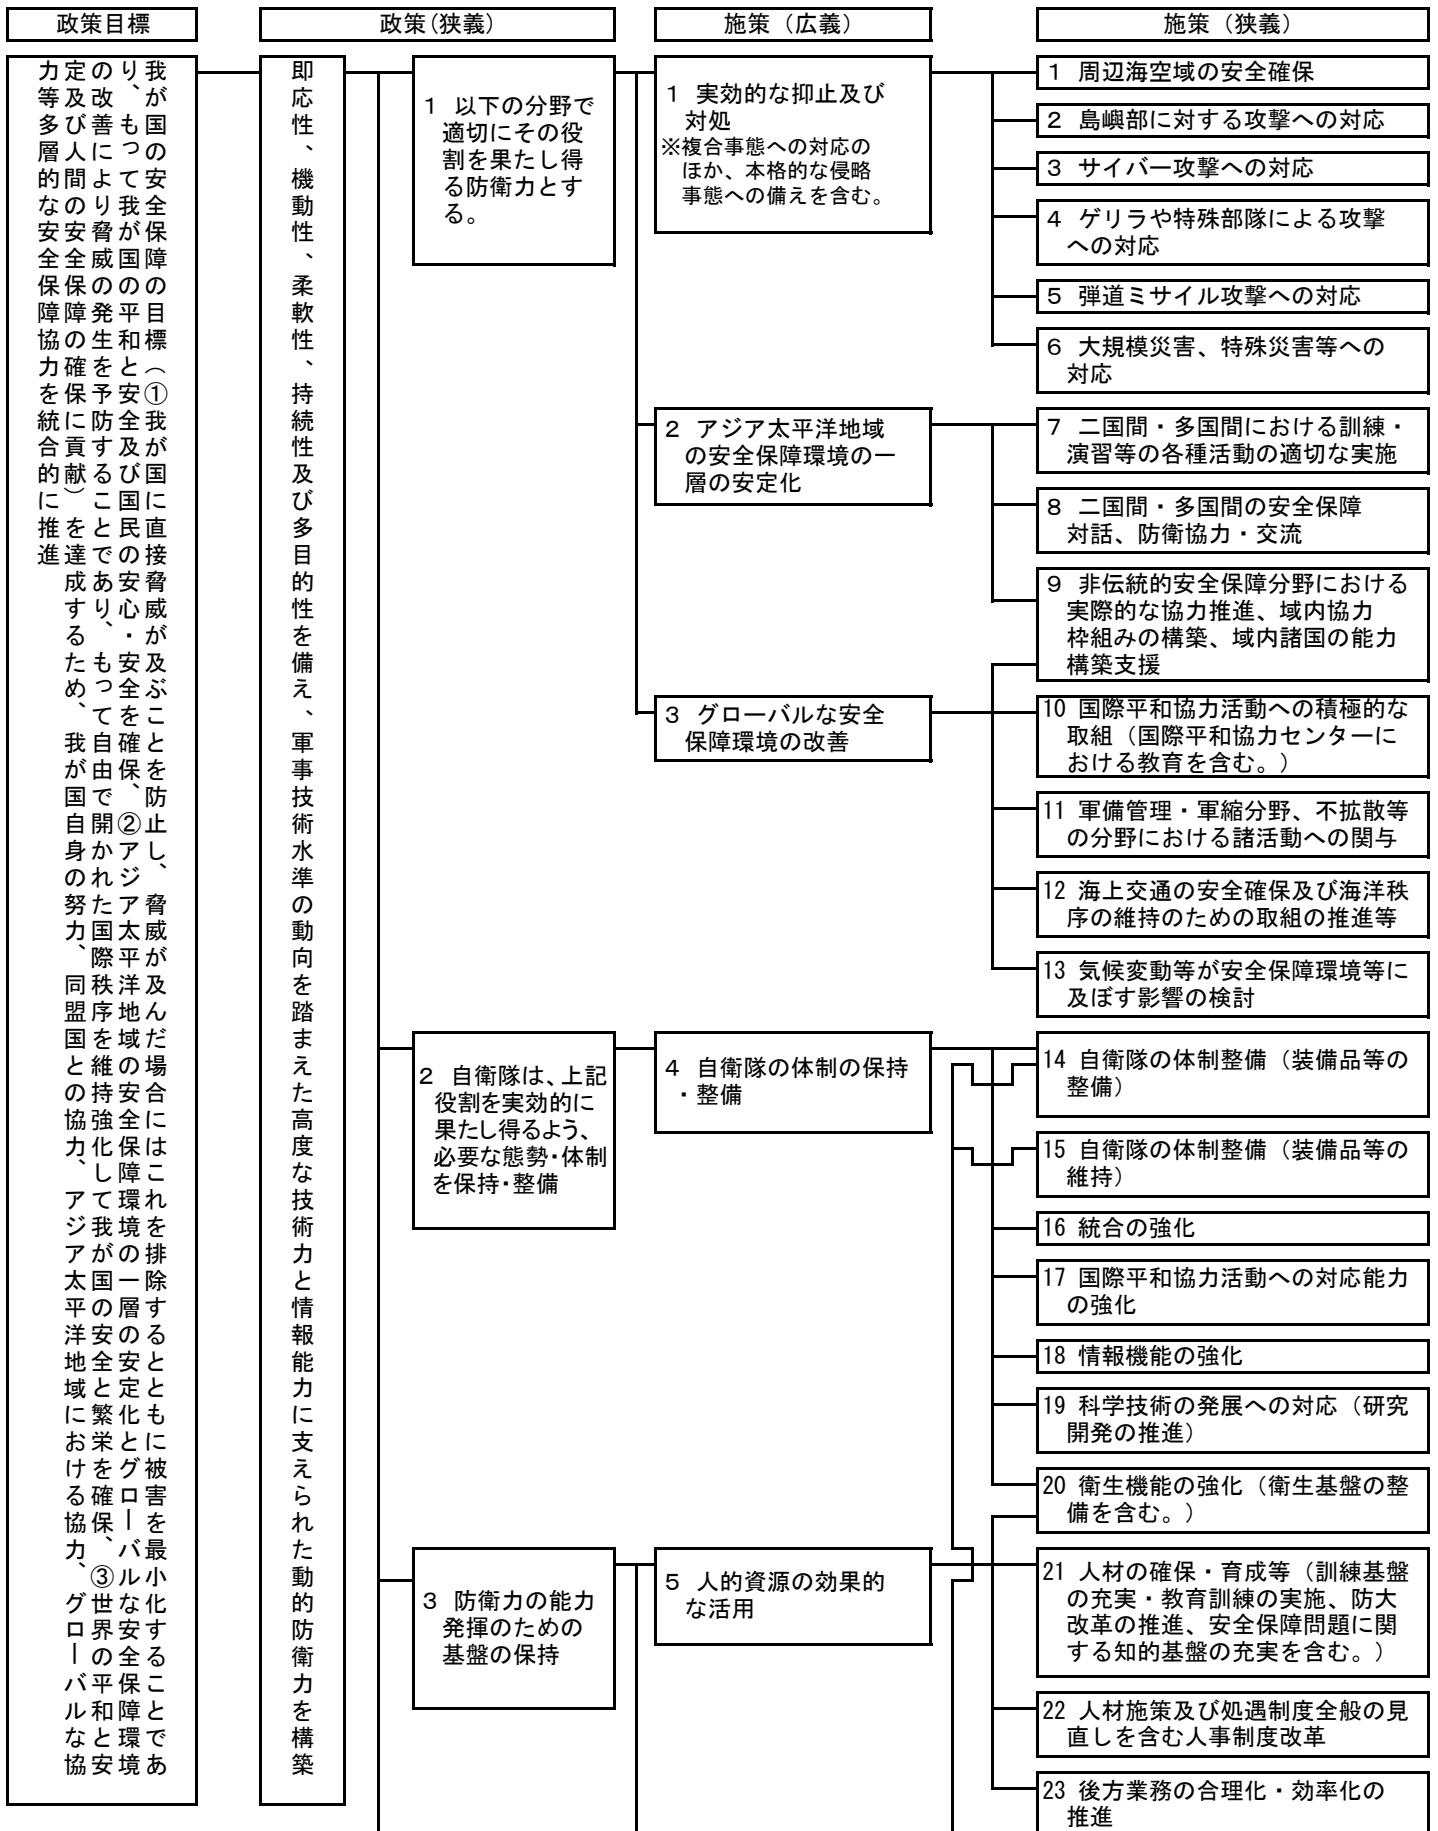 政策目標
政策(狭義)
施策（広義）
施策（狭義）
我が国の安全保障の目標（①我が国に直接脅威が及ぶことを防止し、脅威が及んだ場合にはこれを排除するとともに被害を最小化することであ
り、もって我が国の平和と安全及び国民の安心・安全を確保、②アジア太平洋地域の安全保障環境の一層の安定化とグローバルな安全保障環境
の改善により脅威の発生を予防することであり、もって自由で開かれた国際秩序を維持強化して我が国の安全と繁栄を確保、③世界の平和と安
定及び人間の安全保障の確保に貢献）を達成するため、我が国自身の努力、同盟国との協力、アジア太平洋地域における協力、グローバルな協
力等多層的な安全保障協力を統合的に推進
即応性、機動性、柔軟性、持続性及び多目的性を備え、軍事技術水準の動向を踏まえた高度な技術力と情報能力に支えられた動的防衛力を構築
１　以下の分野で
適切にその役
割を果たし得
る防衛力とす
る。
１　実効的な抑止及び
対処
※複合事態への対応の
ほか、本格的な侵略
事態への備えを含む。
１　周辺海空域の安全確保
２　島嶼部に対する攻撃への対応
３　サイバー攻撃への対応
４　ゲリラや特殊部隊による攻撃
への対応
５　弾道ミサイル攻撃への対応
６　大規模災害、特殊災害等への
対応
２　アジア太平洋地域
の安全保障環境の一
層の安定化
７　二国間・多国間における訓練・
演習等の各種活動の適切な実施
８　二国間・多国間の安全保障
対話、防衛協力・交流
９　非伝統的安全保障分野における
実際的な協力推進、域内協力
枠組みの構築、域内諸国の能力
構築支援
３　グローバルな安全
保障環境の改善
10 国際平和協力活動への積極的な
取組（国際平和協力センターに
おける教育を含む。）
11 軍備管理・軍縮分野、不拡散等
の分野における諸活動への関与
12 海上交通の安全確保及び海洋秩
序の維持のための取組の推進等
13 気候変動等が安全保障環境等に
及ぼす影響の検討
２　自衛隊は、上記
役割を実効的に
果たし得るよう、
必要な態勢・体制
を保持・整備
４　自衛隊の体制の保持
・整備
14 自衛隊の体制整備（装備品等の
整備）
15 自衛隊の体制整備（装備品等の
維持）
16 統合の強化
17 国際平和協力活動への対応能力
の強化
18 情報機能の強化
19 科学技術の発展への対応（研究
開発の推進）
20 衛生機能の強化（衛生基盤の整
備を含む。）
３　防衛力の能力
発揮のための
基盤の保持
５　人的資源の効果的
な活用
21 人材の確保・育成等（訓練基盤
の充実・教育訓練の実施、防大
改革の推進、安全保障問題に関
する知的基盤の充実を含む。）
22 人材施策及び処遇制度全般の見
直しを含む人事制度改革
23 後方業務の合理化・効率化の
推進